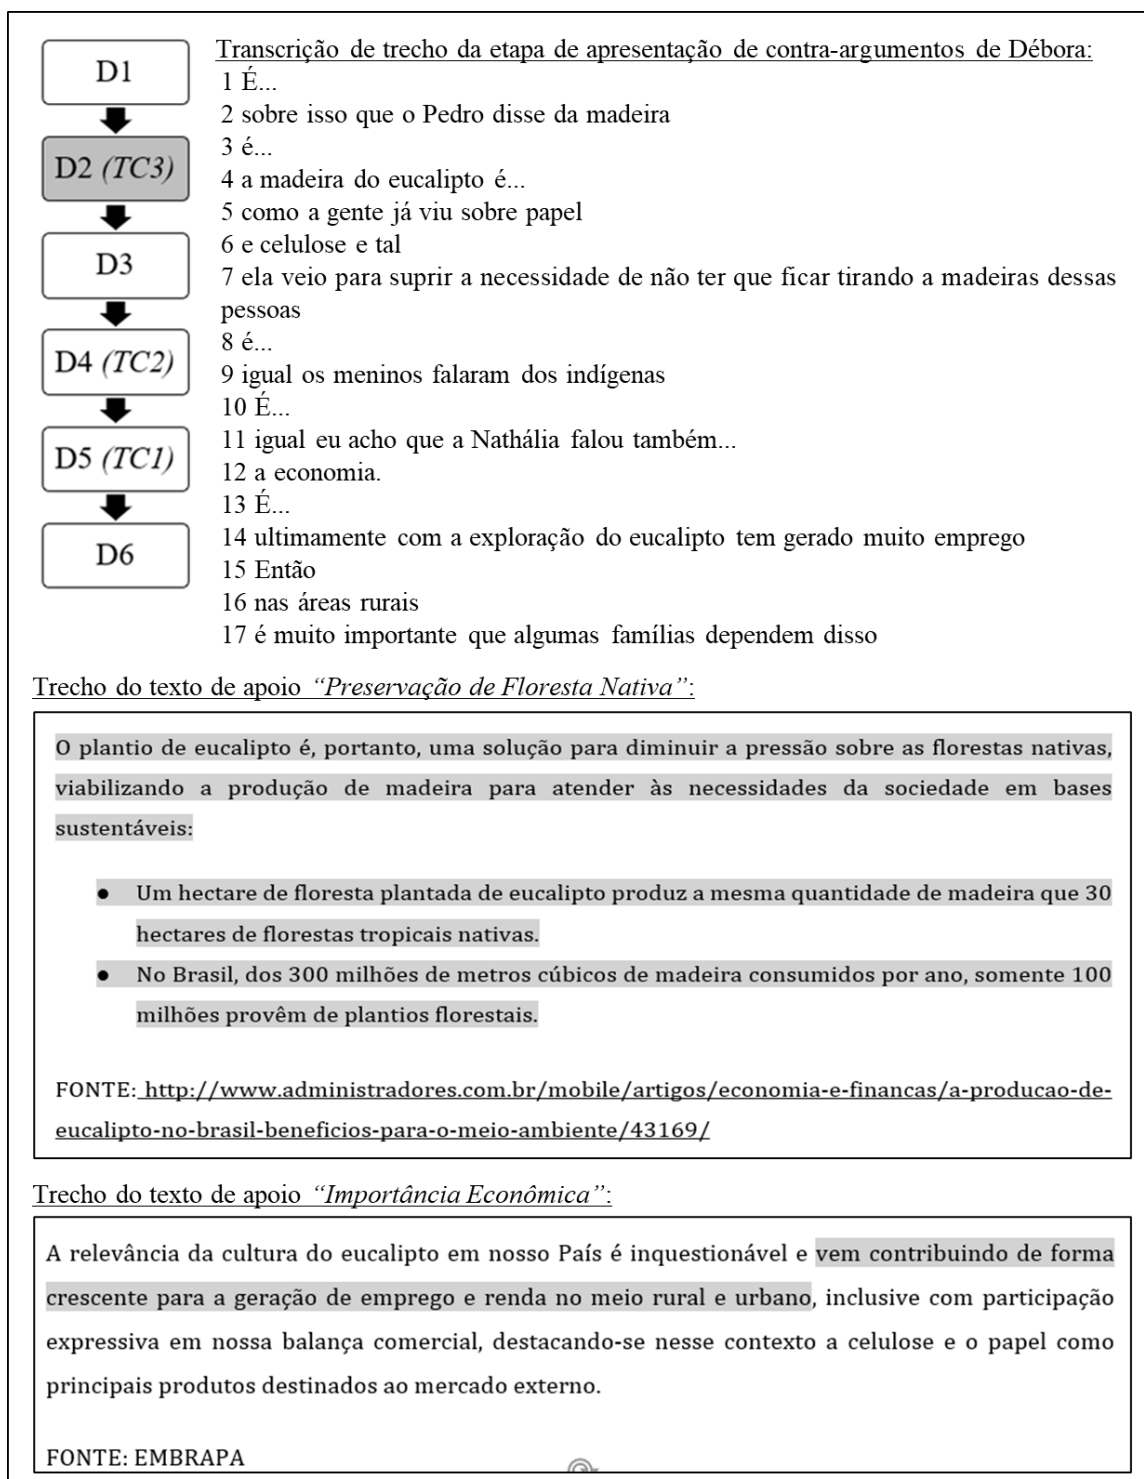 D1
D2 (TC3)
D3
D4 (TC2)
D5 (TC1)
D6
Transcrição de trecho da etapa de apresentação de contra-argumentos de Débora:
1 É...
2 sobre isso que o Pedro disse da madeira
3 é...
4 a madeira do eucalipto é...
5 como a gente já viu sobre papel
6 e celulose e tal
7 ela veio para suprir a necessidade de não ter que ficar tirando a madeiras dessas
pessoas
8 é...
9 igual os meninos falaram dos indígenas
10 É...
11 igual eu acho que a Nathália falou também...
12 a economia.
13 É...
14 ultimamente com a exploração do eucalipto tem gerado muito emprego
15 Então
16 nas áreas rurais
17 é muito importante que algumas famílias dependem disso
Trecho do texto de apoio “Preservação de Floresta Nativa”:
O plantio de eucalipto é, portanto, uma solução para diminuir a pressão sobre as florestas nativas,
viabilizando a produção de madeira para atender às necessidades da sociedade em bases
sustentáveis:
● Um hectare de floresta plantada de eucalipto produz a mesma quantidade de madeira que 30
hectares de florestas tropicais nativas.
● No Brasil, dos 300 milhões de metros cúbicos de madeira consumidos por ano, somente 100
milhões provêm de plantios florestais.
FONTE: http://www.administradores.com.br/mobile/artigos/economia-e-financas/a-producao-de-
eucalipto-no-brasil-beneficios-para-o-meio-ambiente/43169/
Trecho do texto de apoio “Importância Econômica”:
A relevância da cultura do eucalipto em nosso País é inquestionável e vem contribuindo de forma
crescente para a geração de emprego e renda no meio rural e urbano, inclusive com participação
expressiva em nossa balança comercial, destacando-se nesse contexto a celulose e o papel como
principais produtos destinados ao mercado externo.
FONTE: EMBRAPA